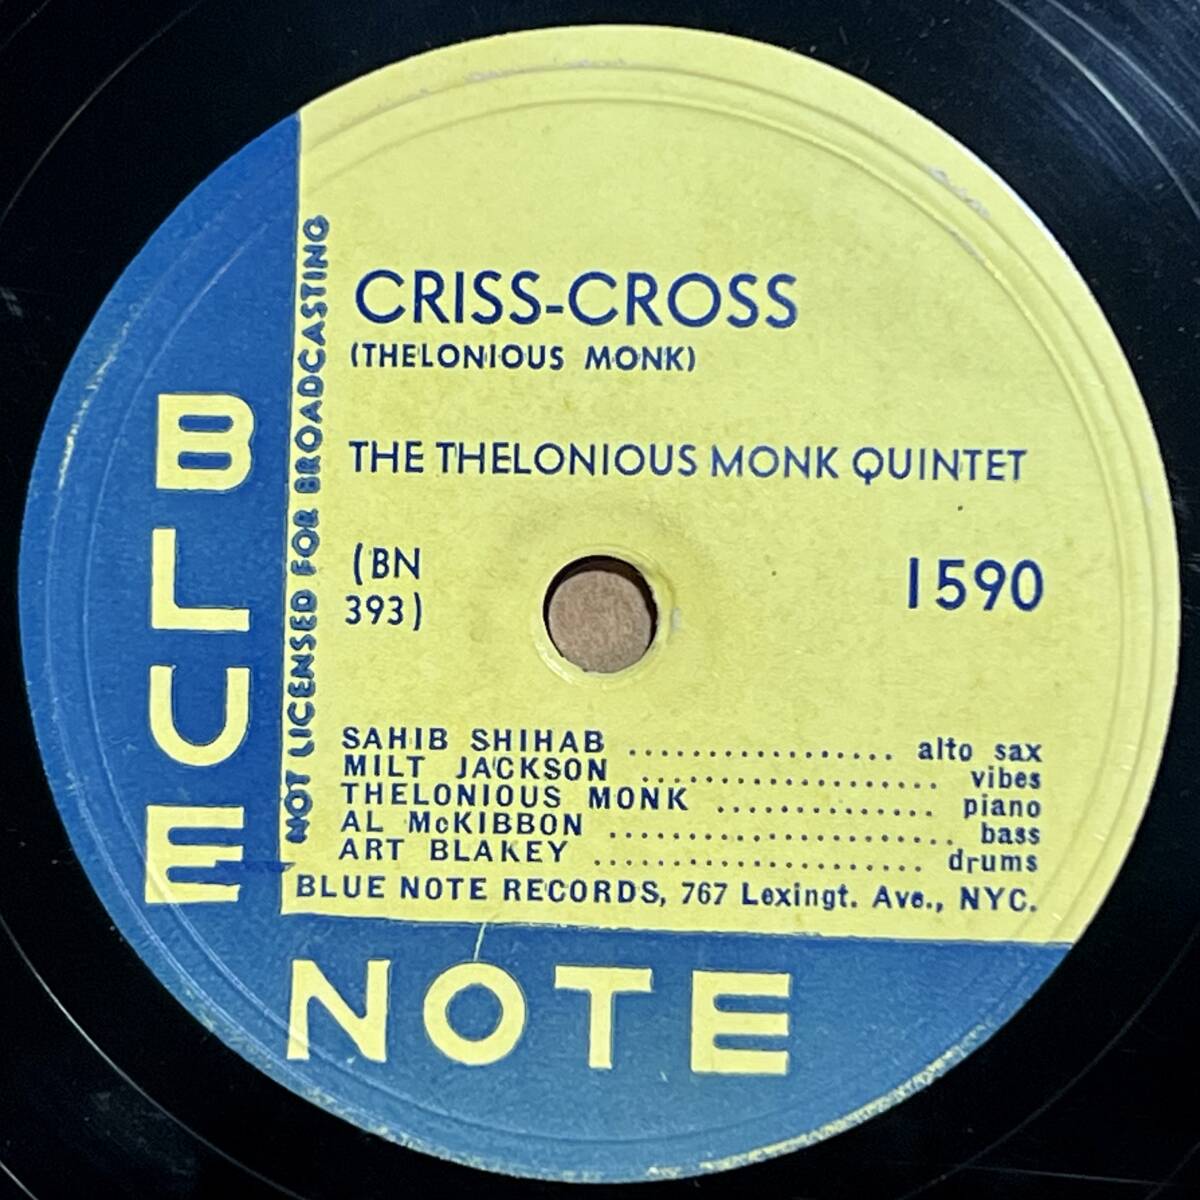 CRISS-CROSS
(THELONIOUS MONK)
THE THELONIOUS MONK QUINTET
(BN
393)
1590
SAHIB SHIHAB ................. alto sax
MILT JACKSON ................... vibes
THELONIOUS MONK .............. piano
AL McKIBBON ...................... bass
ART BLAKEY ..................... drums
BLUE NOTE RECORDS, 767 Lexingt. Ave., NYC.
NOT LICENSED FOR BROADCASTING
BLUE
NOTE